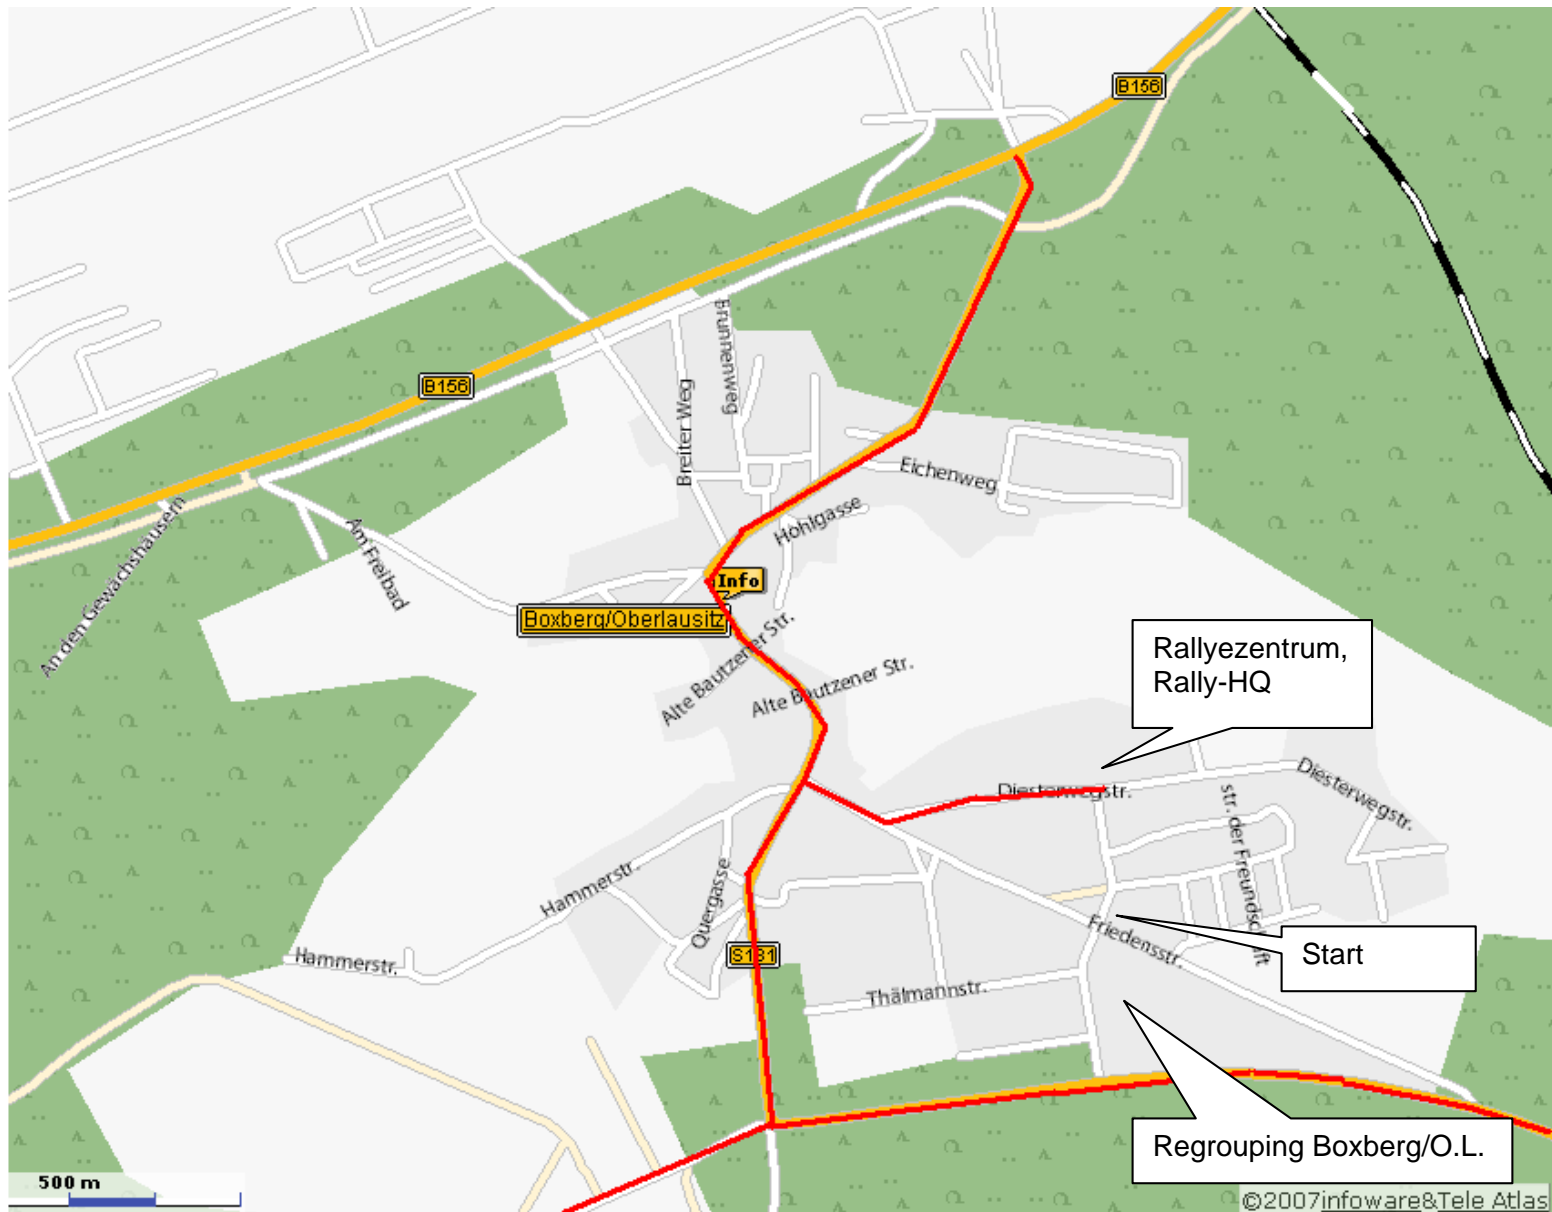 B156
Brunnenweg
B156
Breiter Weg
Eichenweg
Hohlgasse
An den Gewächshäusern
Am Freibad
Info
Boxberg/Oberlausitz
Alte Bautzener Str.
Alte Bautzener Str.
Rallyezentrum,
Rally-HQ
Diesterwegstr.
Diesterwegstr.
str. der Freundschaft
Hammerstr.
Quergasse
Friedensstr.
Start
Hammerstr.
S131
Thälmannstr.
Regrouping Boxberg/O.L.
500 m
©2007infoware&Tele Atlas